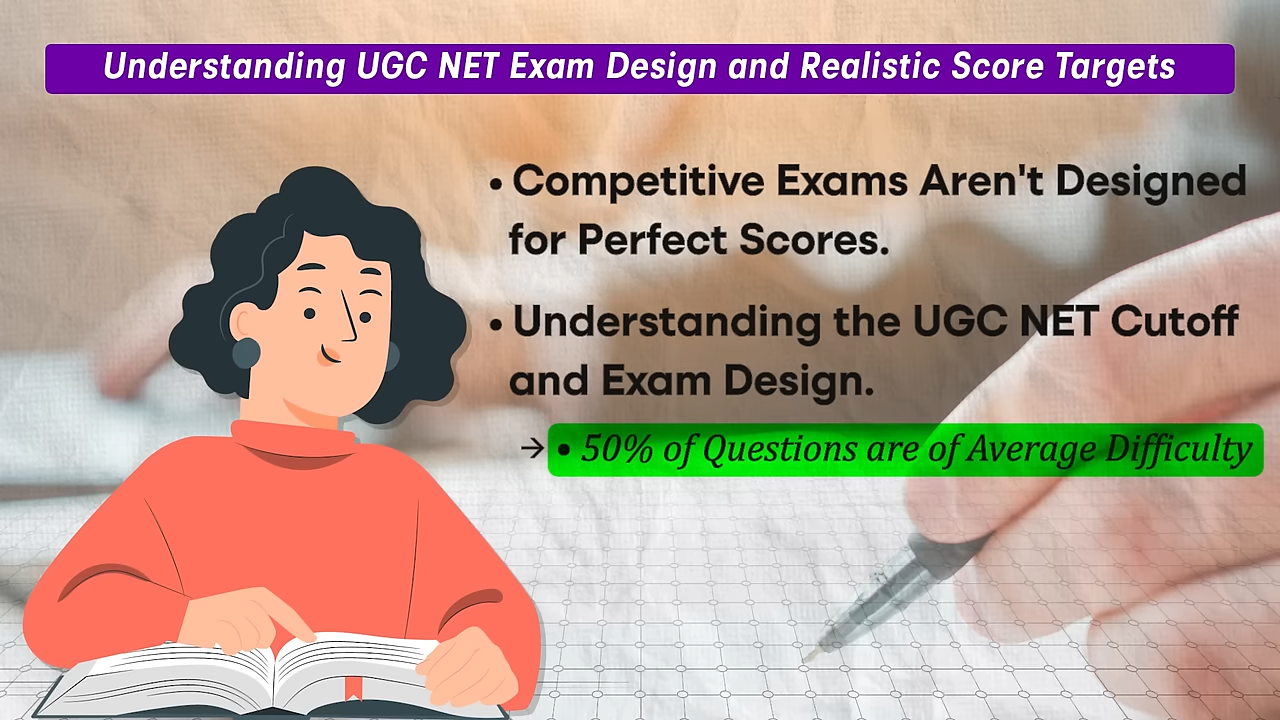 Understanding UGC NET Exam Design and Realistic Score Targets
• Competitive Exams Aren't Designed
for Perfect Scores.
• Understanding the UGC NET Cutoff
and Exam Design.
→ • 50% of Questions are of Average Difficulty